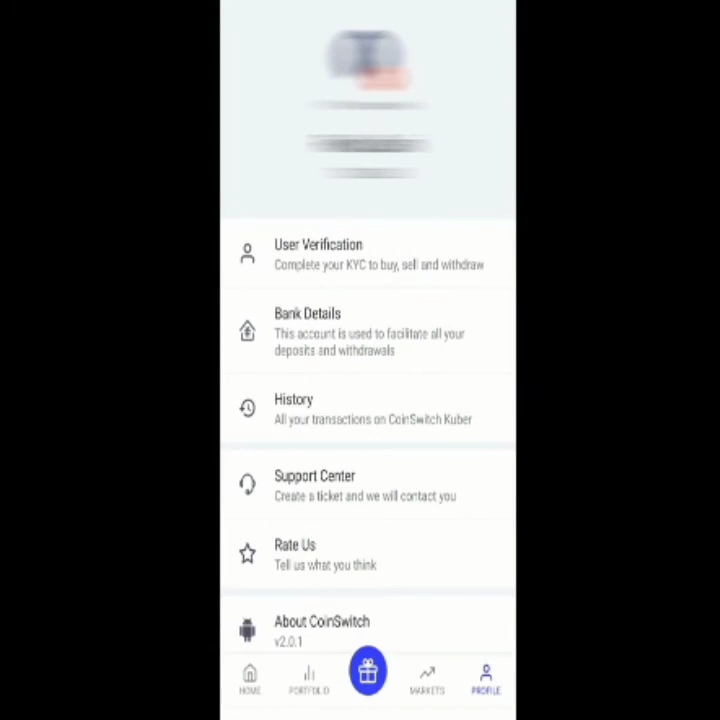 User Verification
Complete your KYC to buy, sell and withdraw
Bank Details
This account is used to facilitate all your
deposits and withdrawals
History
All your transactions on CoinSwitch Kuber
Support Center
Create a ticket and we will contact you
Rate Us
Tell us what you think
About CoinSwitch
v2.0.1
HOME
PORTFOLIO
MARKETS
PROFILE